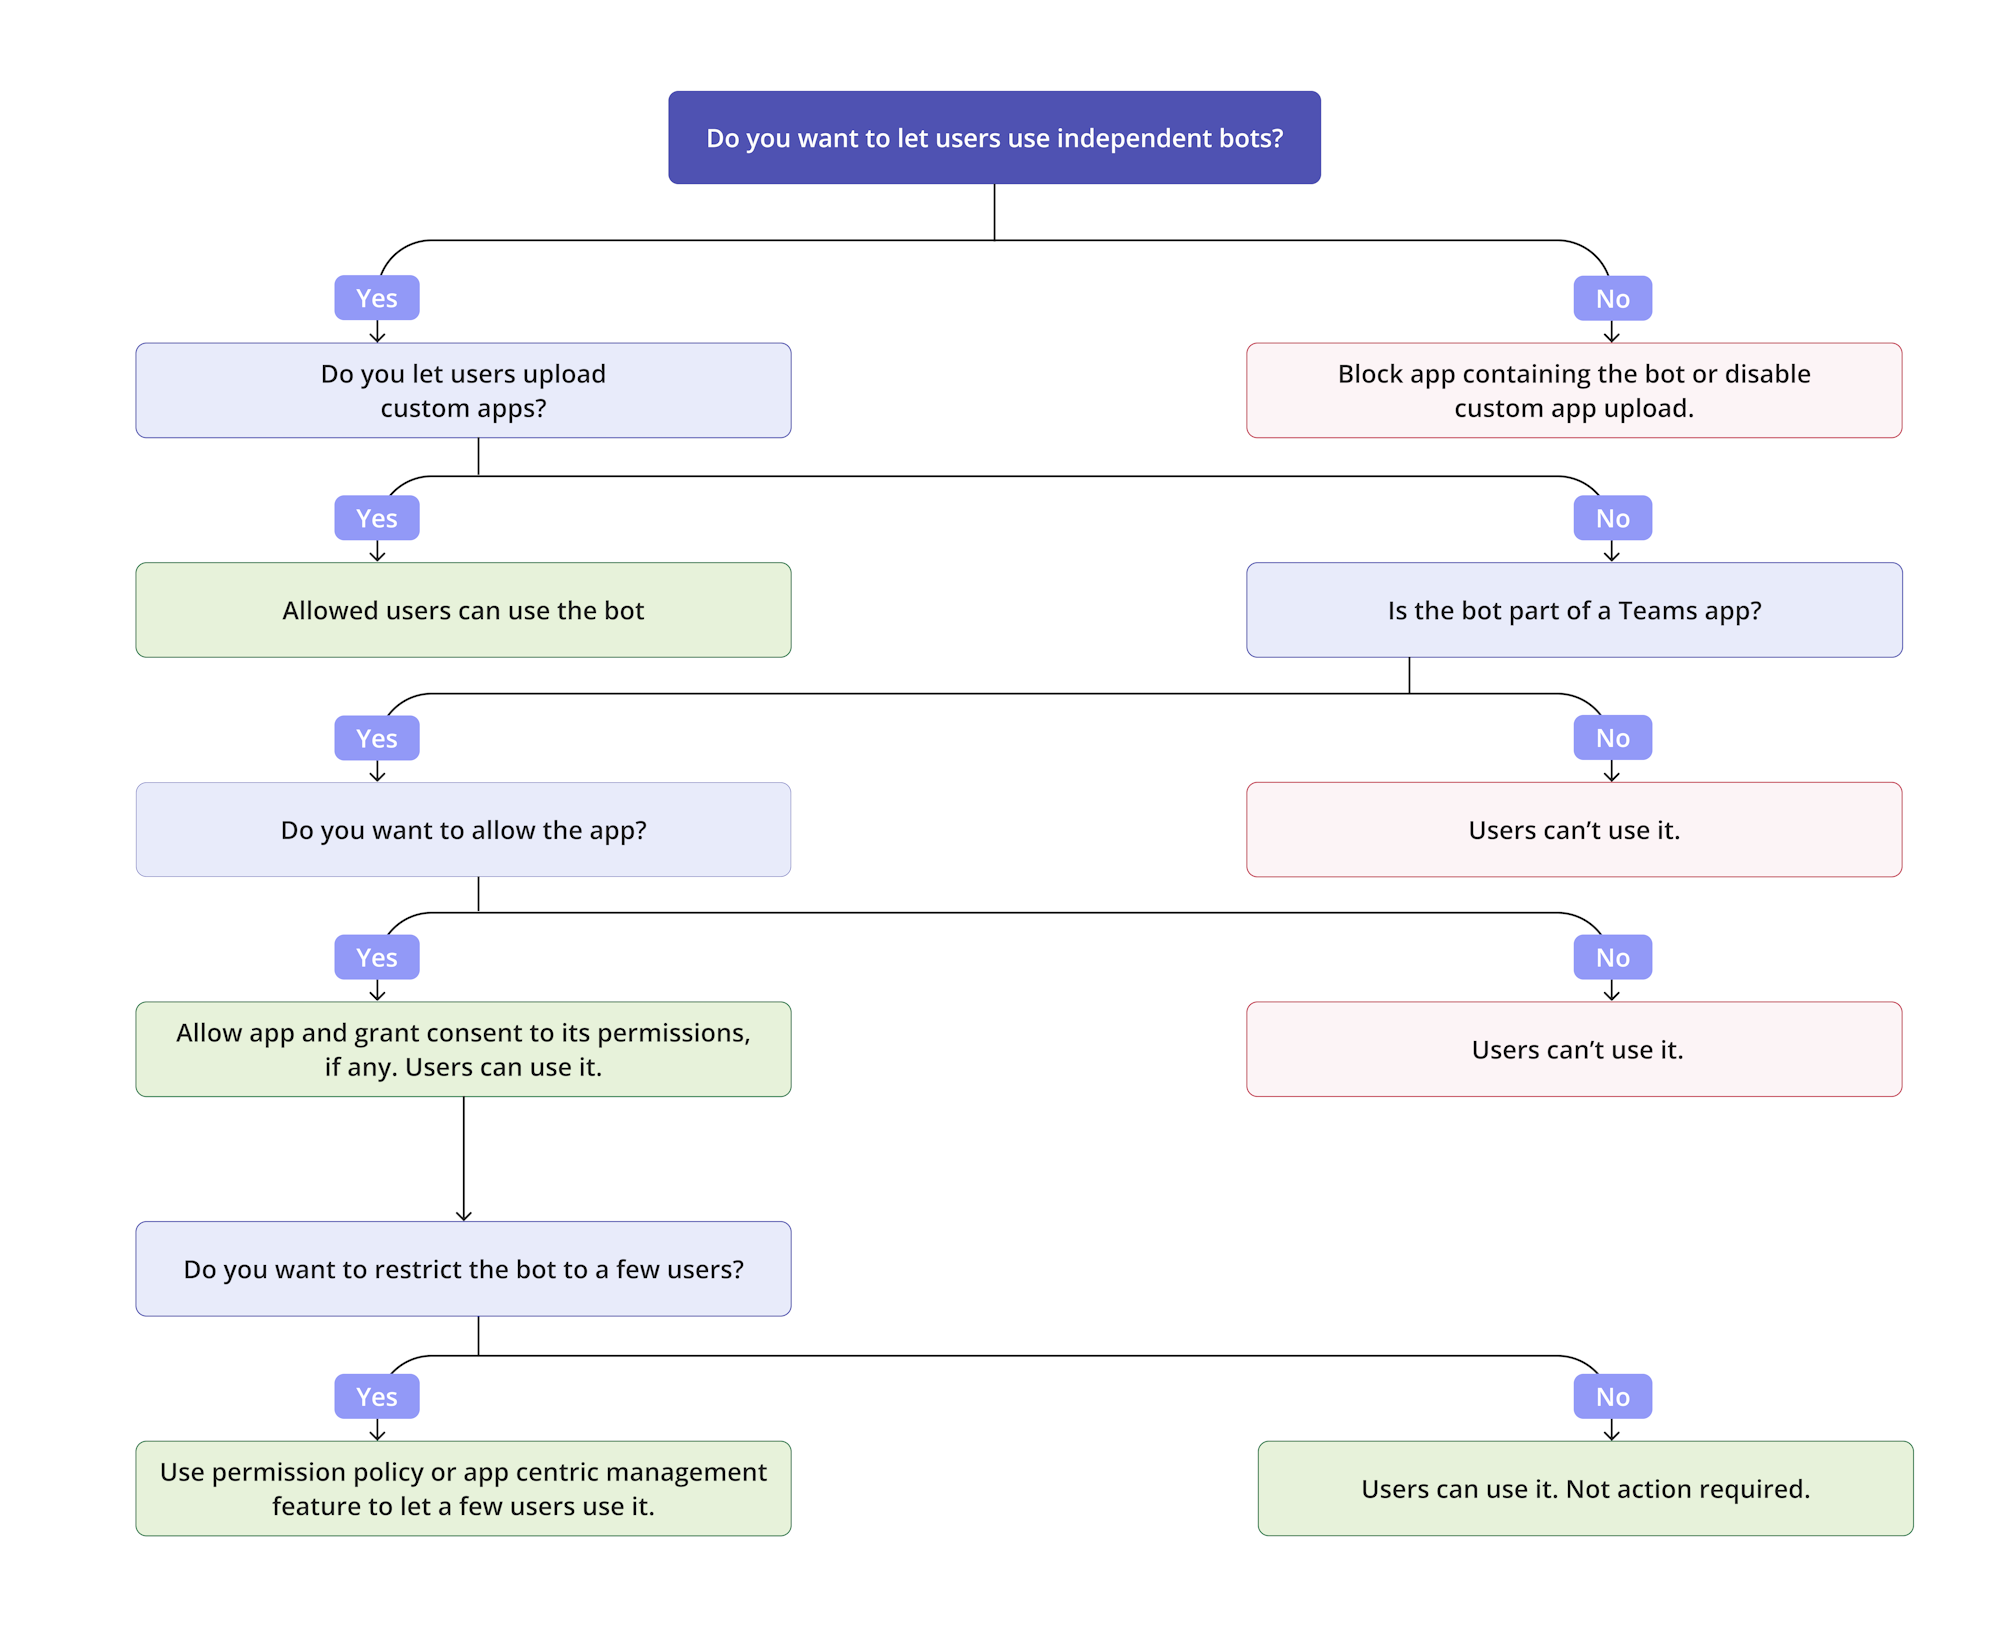 Do you want to let users use independent bots?
Yes
No
Do you let users upload
custom apps?
Block app containing the bot or disable
custom app upload.
Yes
No
Allowed users can use the bot
Is the bot part of a Teams app?
Yes
No
Do you want to allow the app?
Users can’t use it.
Yes
No
Allow app and grant consent to its permissions,
if any. Users can use it.
Users can’t use it.
Do you want to restrict the bot to a few users?
Yes
No
Use permission policy or app centric management
feature to let a few users use it.
Users can use it. Not action required.